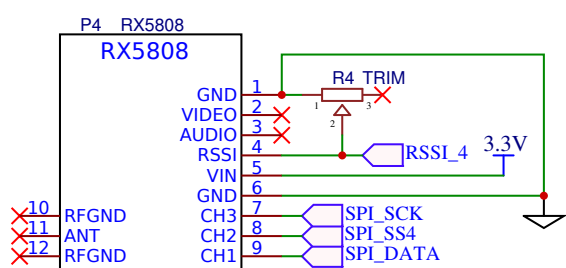 P4 RX5808
RX5808
R4 TRIM
GND 1
1 3
VIDEO 2
2
AUDIO 3
RSSI 4
RSSI_4
3.3V
VIN 5
GND 6
10 RFGND
CH3 7
SPI_SCK
11 ANT
CH2 8
SPI_SS4
12 RFGND
CH1 9
SPI_DATA